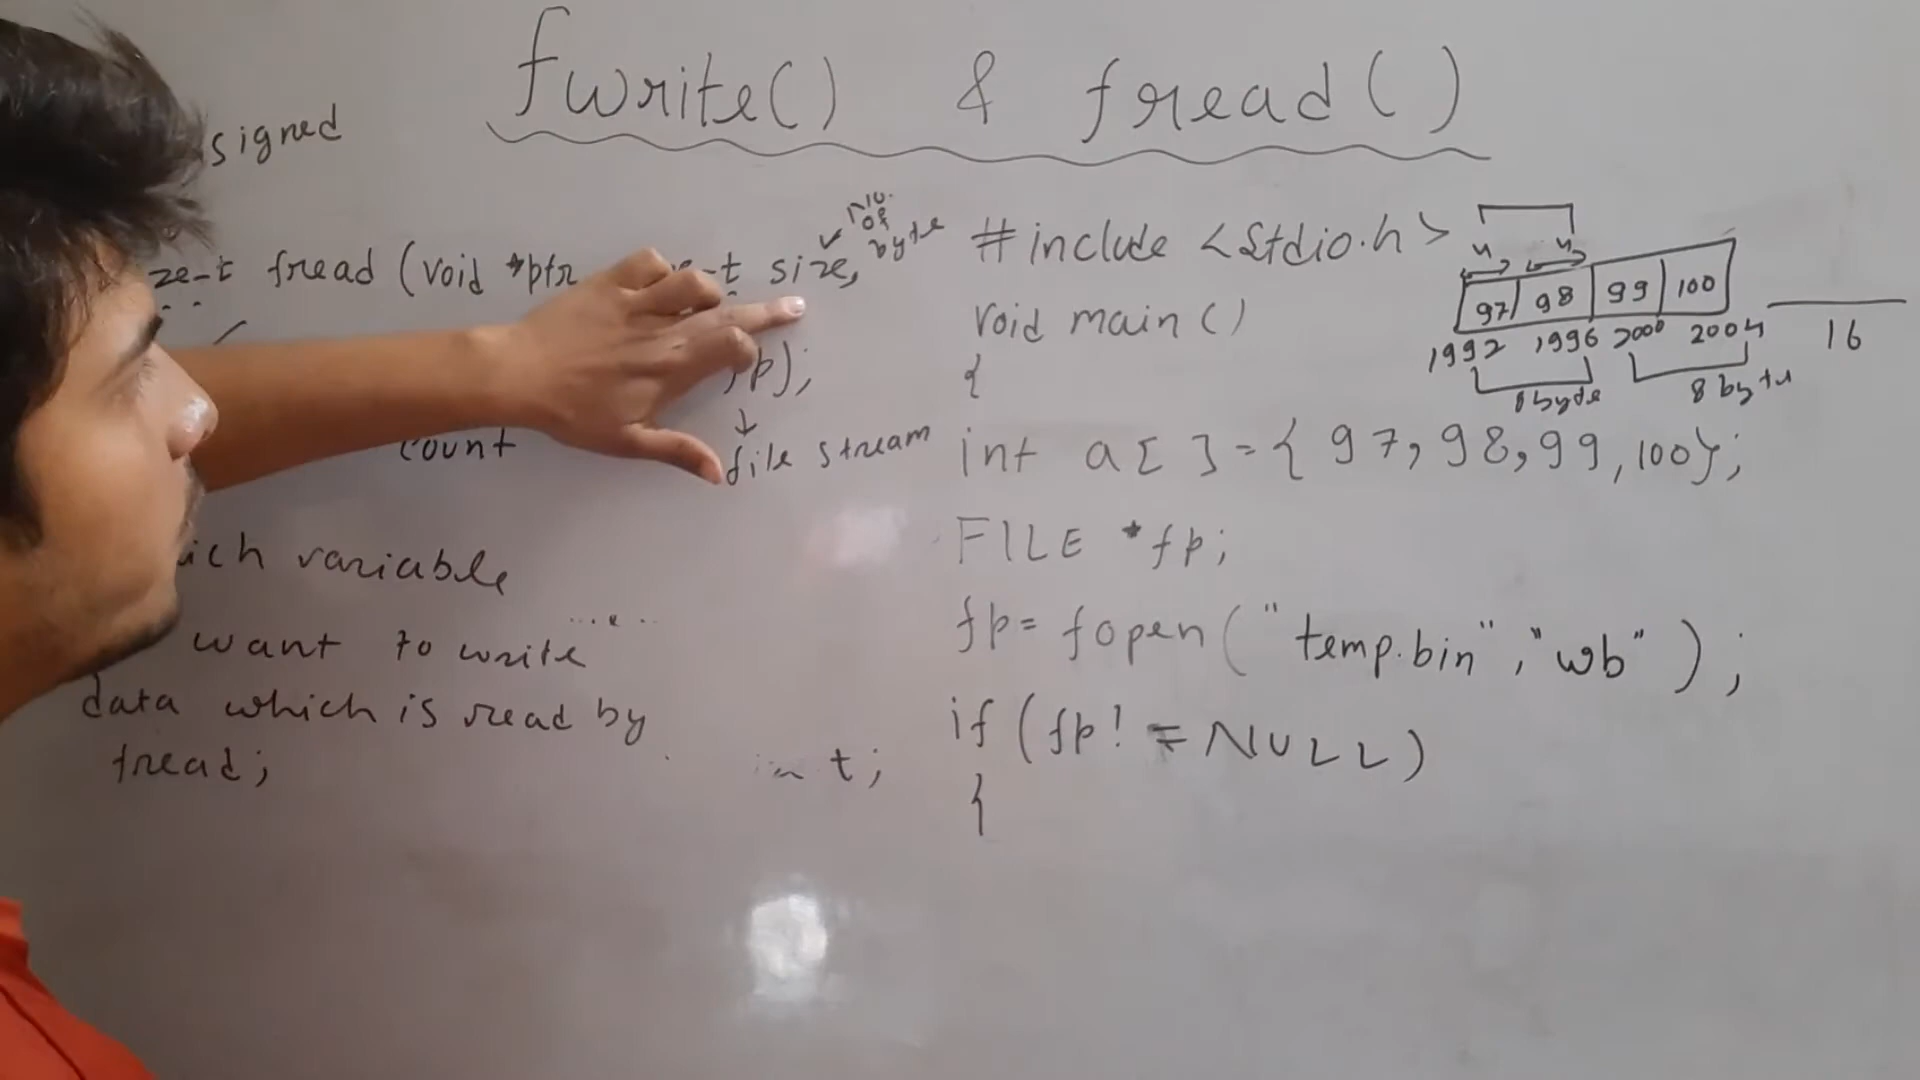 fwrite() & fread()
signed
ze-t fread (void *ptr
-t size,
no.
of
byte
,fp);
count
file stream
ich variable
want to write
data which is read by
fread;
t;
#include <stdio.h>
void main()
{
int a[ ]={97,98,99,100};
FILE *fp;
fp= fopen("temp.bin","wb");
if(fp!=NULL)
{
4 4
97 98 99 100
1992 1996 2000 2004
16
8 byte 8 byte